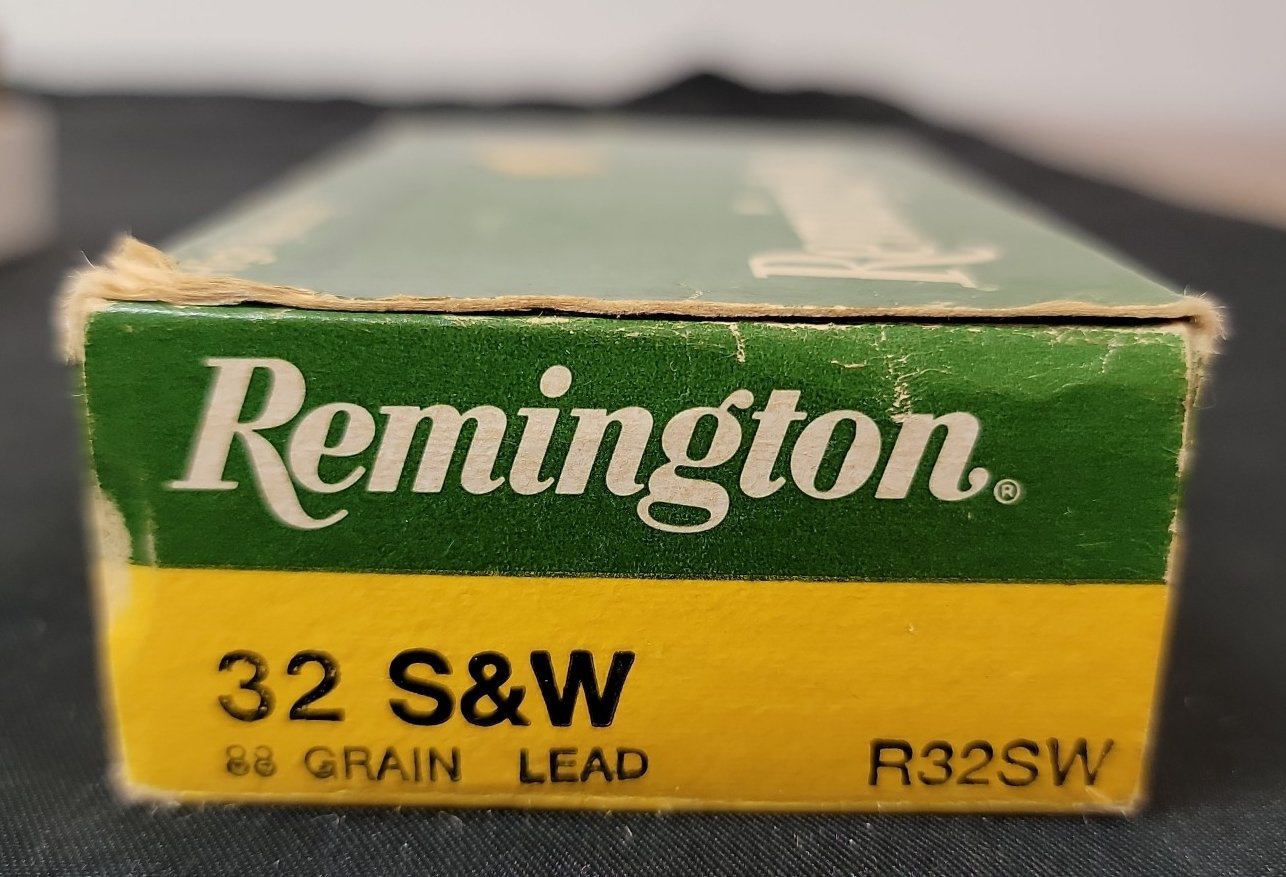 Remington®
32 S&W
88 GRAIN LEAD R32SW